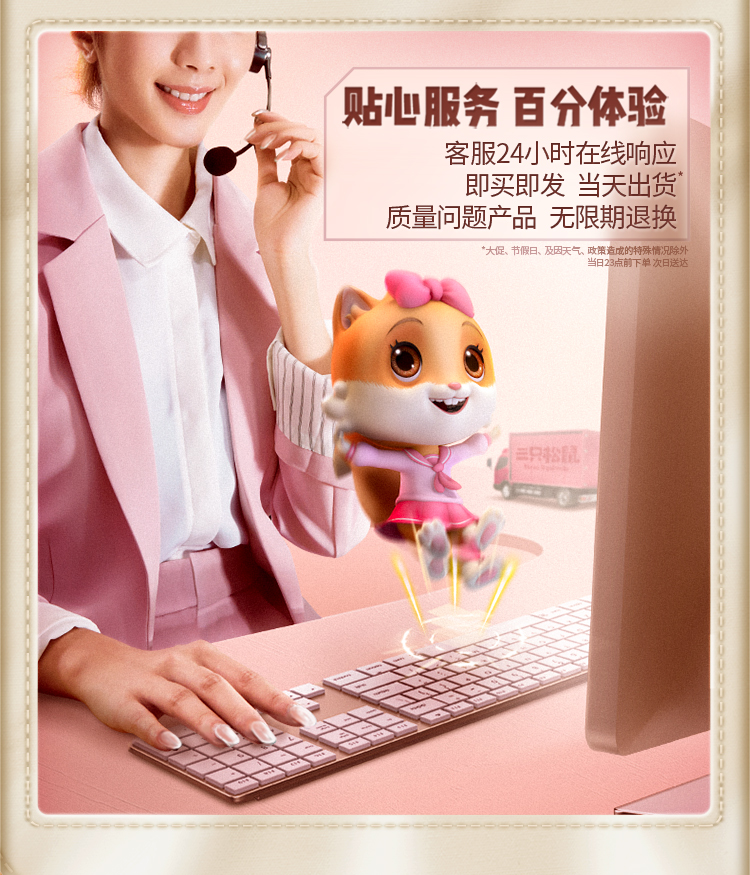 贴心服务 百分体验
客服24小时在线响应
即买即发 当天出货*
质量问题产品 无限期退换
*大促、节假日、及因天气、政策造成的特殊情况除外
当日23点前下单 次日送达
三只松鼠